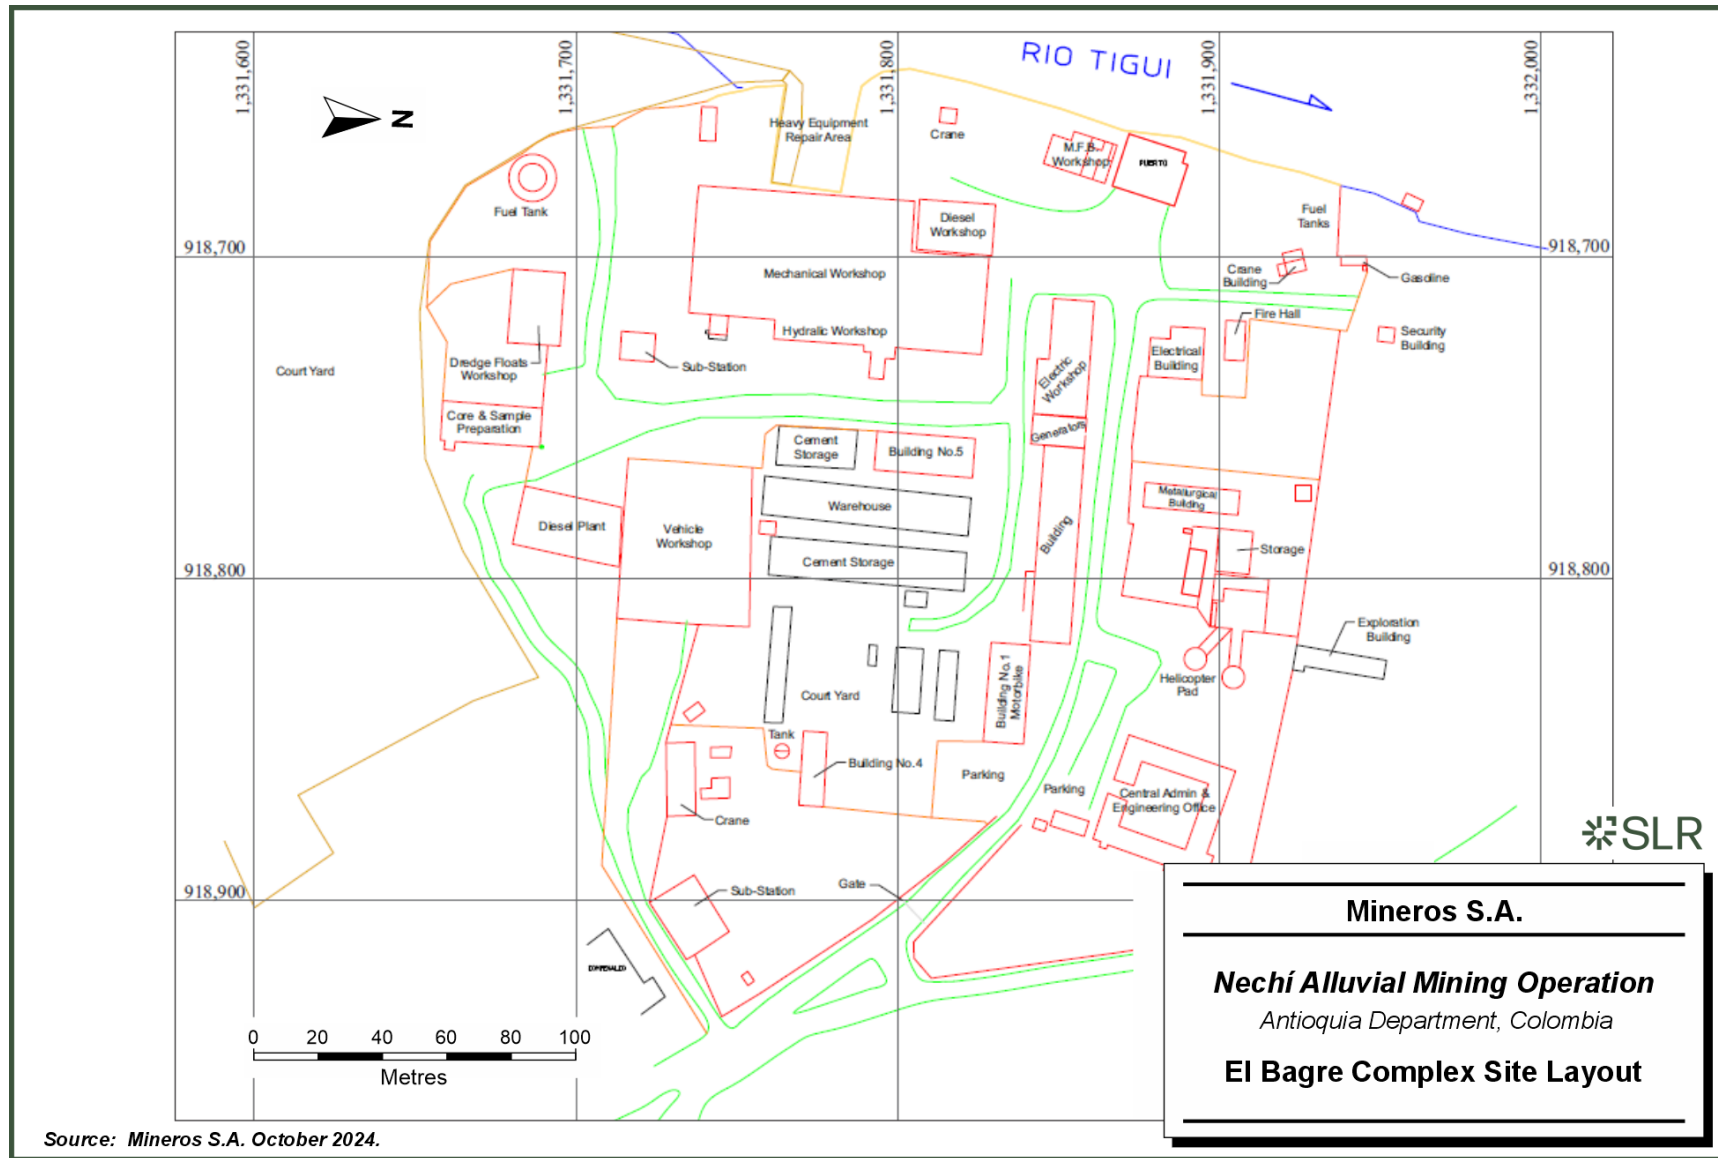 1,331,600
1,331,700
1,331,800
1,331,900
1,332,000
RIO TIGUI
N
Heavy Equipment
Repair Area
Crane
M.F.B.
Workshop
PUERTO
Fuel Tank
Fuel
Tanks
Diesel
Workshop
918,700
918,700
Mechanical Workshop
Crane
Building
Gasoline
Fire Hall
Hydralic Workshop
Security
Building
Dredge Floats
Workshop
Sub-Station
Court Yard
Electric
Workshop
Electrical
Building
Core & Sample
Preparation
Generators
Cement
Storage
Building No.5
Metallurgical
Building
Warehouse
Diesel Plant
Vehicle
Workshop
Building
Storage
Cement Storage
918,800
918,800
Exploration
Building
Helicopter
Pad
Court Yard
Building No.1
Motorbike
Tank
Building No.4
Parking
Parking
Central Admin &
Engineering Office
Crane
SLR
918,900
Sub-Station
Gate
Mineros S.A.
Nechí Alluvial Mining Operation
Antioquia Department, Colombia
El Bagre Complex Site Layout
0 20 40 60 80 100
Metres
Source: Mineros S.A. October 2024.